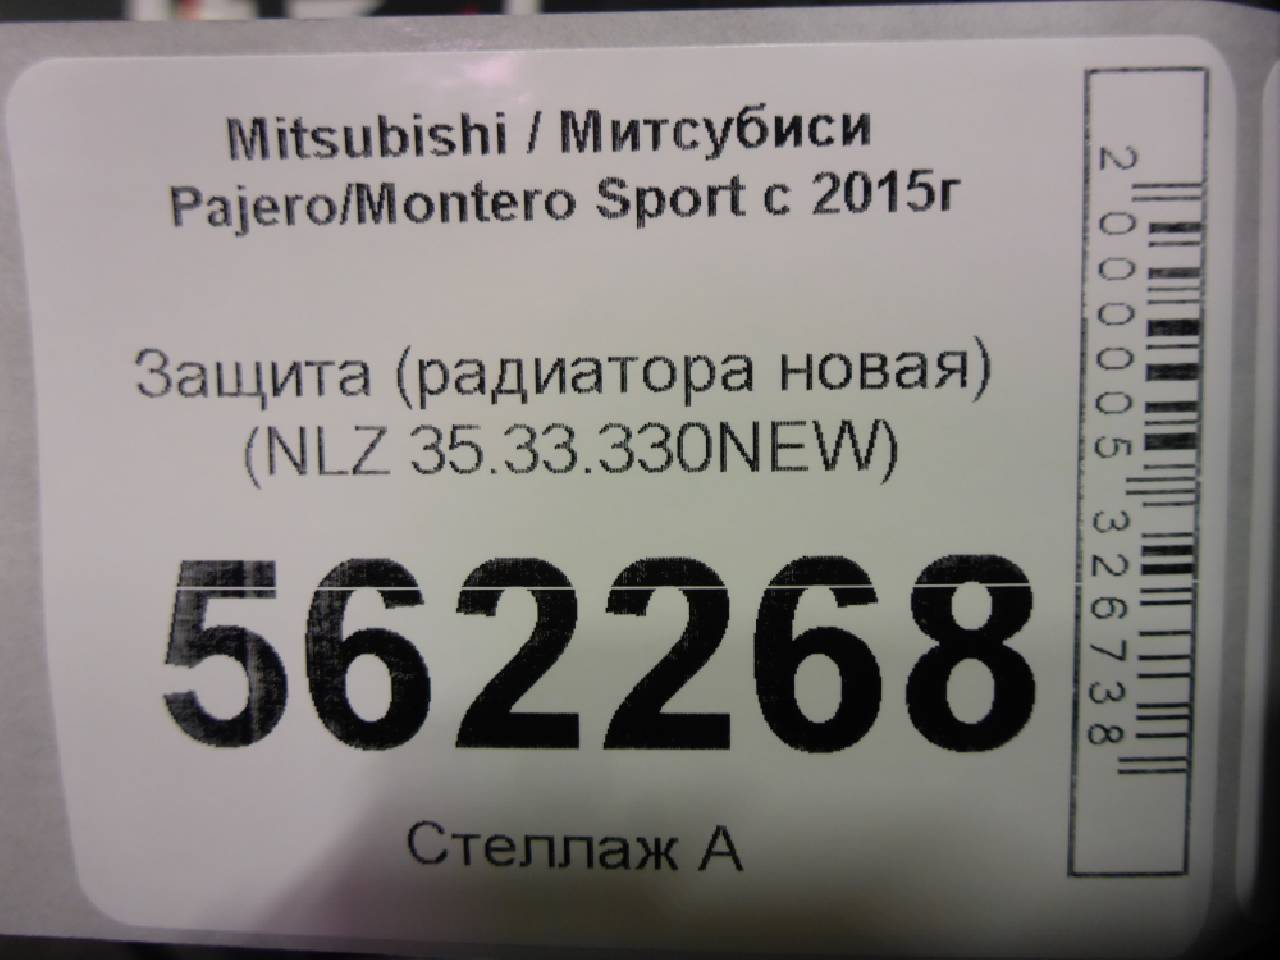 Mitsubishi / Митсубиси
Pajero/Montero Sport с 2015г
Защита (радиатора новая)
(NLZ 35.33.330NEW)
562268
Стеллаж А
2000005326738